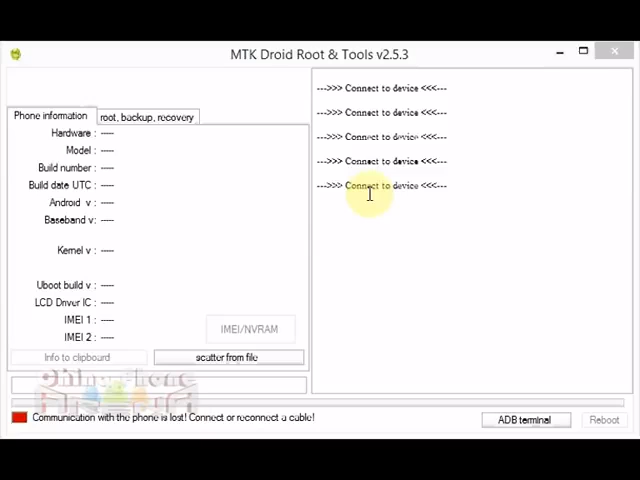 MTK Droid Root & Tools v2.5.3
Phone information
root, backup, recovery
Hardware : -----
Model : -----
Build number : -----
Build date UTC : -----
Android v : -----
Baseband v: -----
Kernel v : -----
Uboot build v : -----
LCD Driver IC : -----
IMEI 1 : -----
IMEI 2 : -----
IMEI/NVRAM
Info to clipboard
scatter from file
--->>> Connect to device <<<---
--->>> Connect to device <<<---
--->>> Connect to device <<<---
--->>> Connect to device <<<---
--->>> Connect to device <<<---
Communication with the phone is lost! Connect or reconnect a cable!
ADB terminal
Reboot